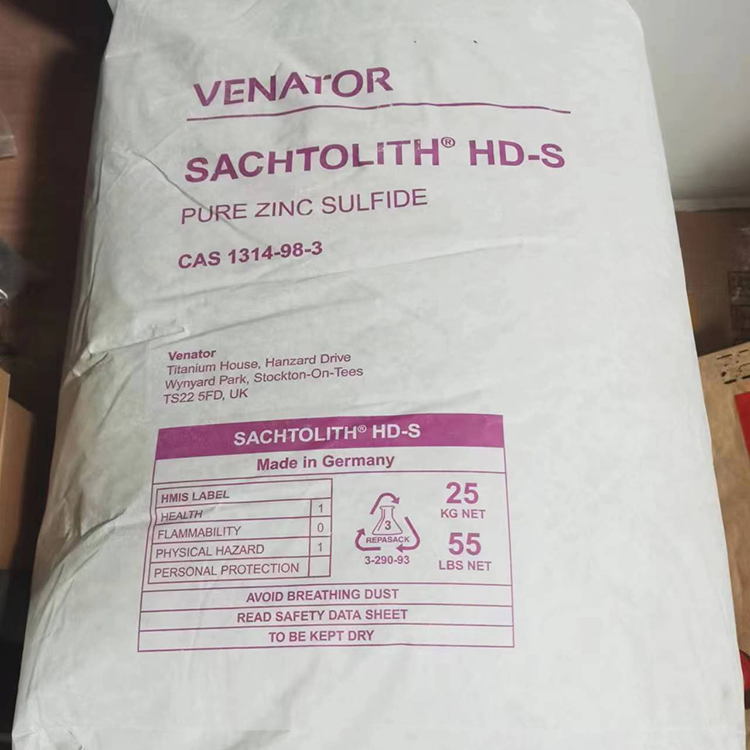 VENATOR
SACHTOLITH® HD-S
PURE ZINC SULFIDE
CAS 1314-98-3
Venator
Titanium House, Hanzard Drive
Wynyard Park, Stockton-On-Tees
TS22 5FD, UK
SACHTOLITH® HD-S
Made in Germany
HMIS LABEL
HEALTH 1
FLAMMABILITY 0
PHYSICAL HAZARD 1
PERSONAL PROTECTION
3
REPASACK
3-290-93
25
KG NET
55
LBS NET
AVOID BREATHING DUST
READ SAFETY DATA SHEET
TO BE KEPT DRY